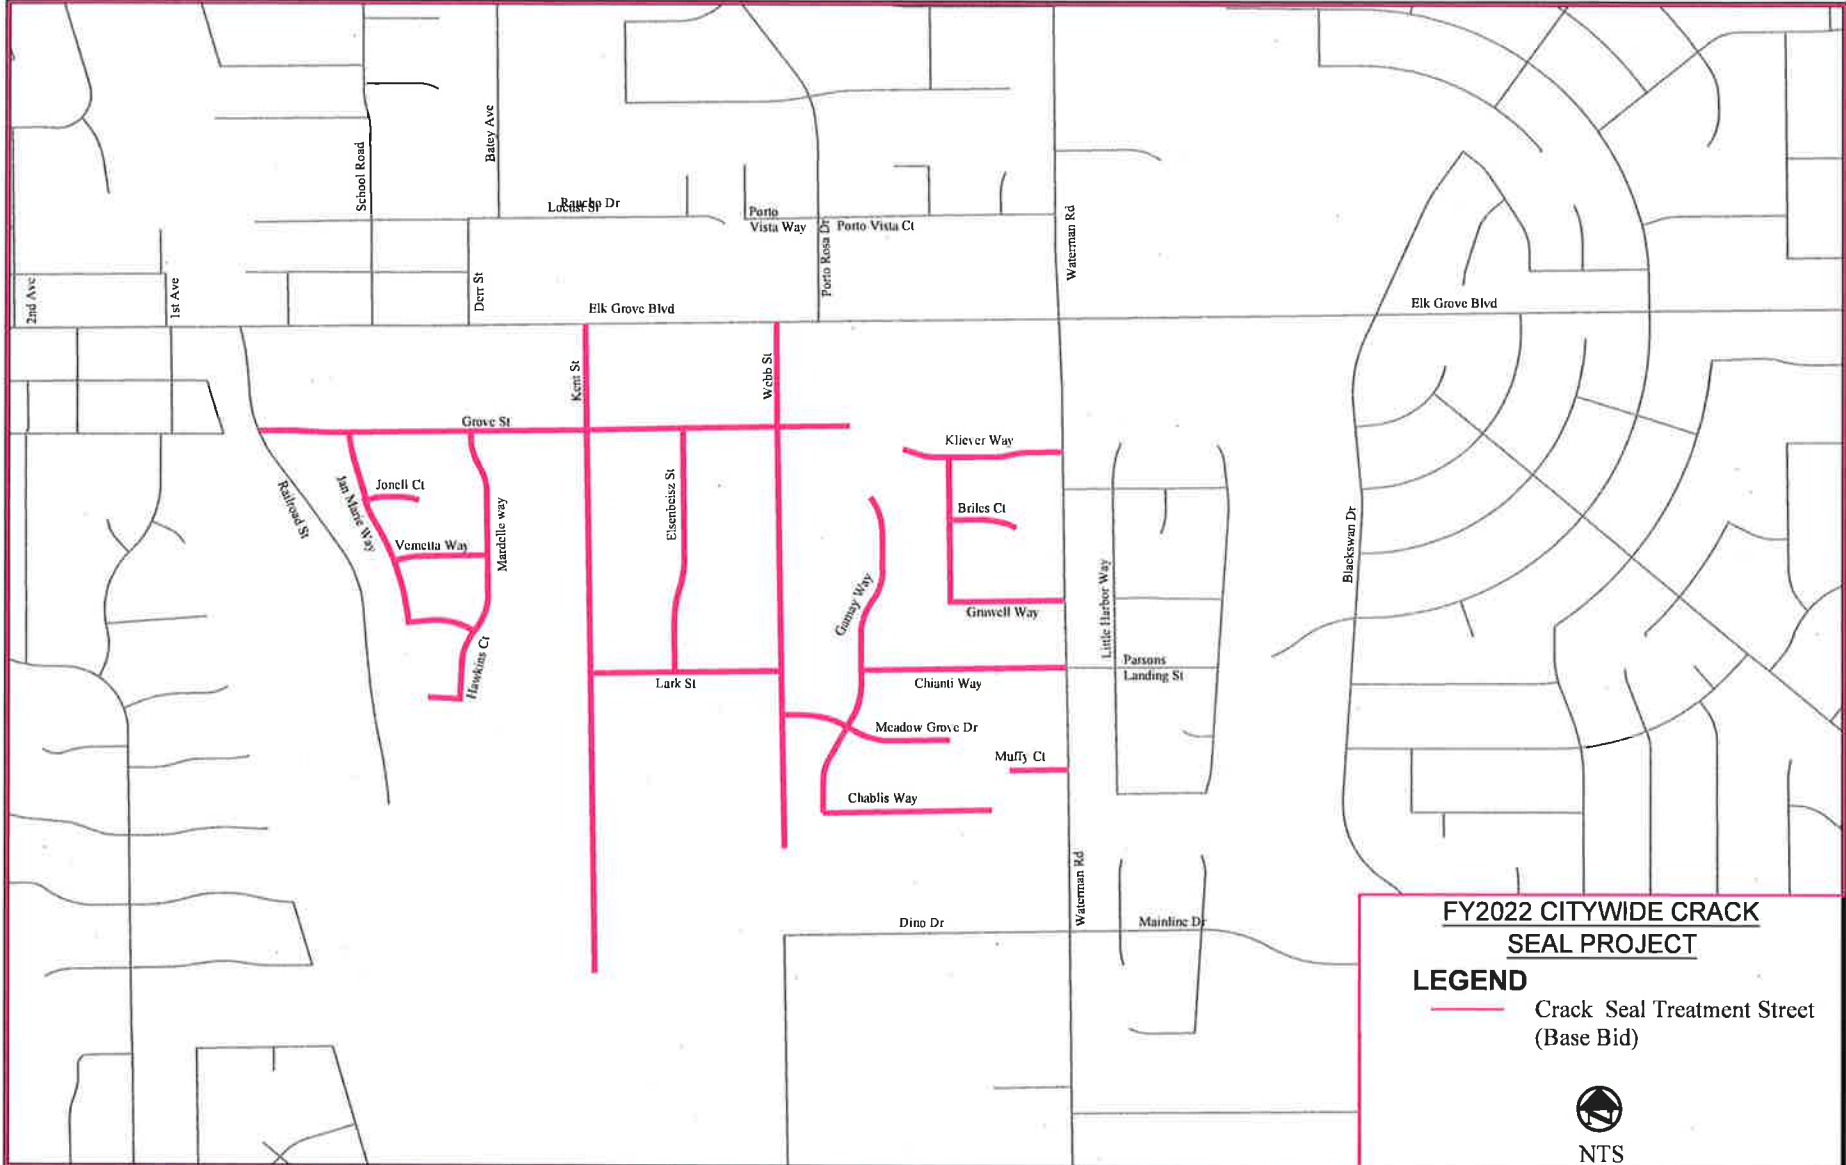 School Road
Batey Ave
Rancho Dr
Locust St
Porto
Vista Way
Porto Vista Ct
Porto Rosa Dr
Waterman Rd
2nd Ave
1st Ave
Derr St
Elk Grove Blvd
Elk Grove Blvd
Kent St
Webb St
Grove St
Kliever Way
Railroad St
Jan Marie Way
Jonell Ct
Mardelle way
Elsenbeisz St
Briles Ct
Vernetta Way
Blackswan Dr
Little Harbor Way
Gamay Way
Gruwell Way
Hawkins Ct
Lark St
Chianti Way
Parsons
Landing St
Meadow Grove Dr
Muffy Ct
Chablis Way
Waterman Rd
Dino Dr
Mainline Dr
FY2022 CITYWIDE CRACK
SEAL PROJECT
LEGEND
Crack Seal Treatment Street
(Base Bid)
N
NTS